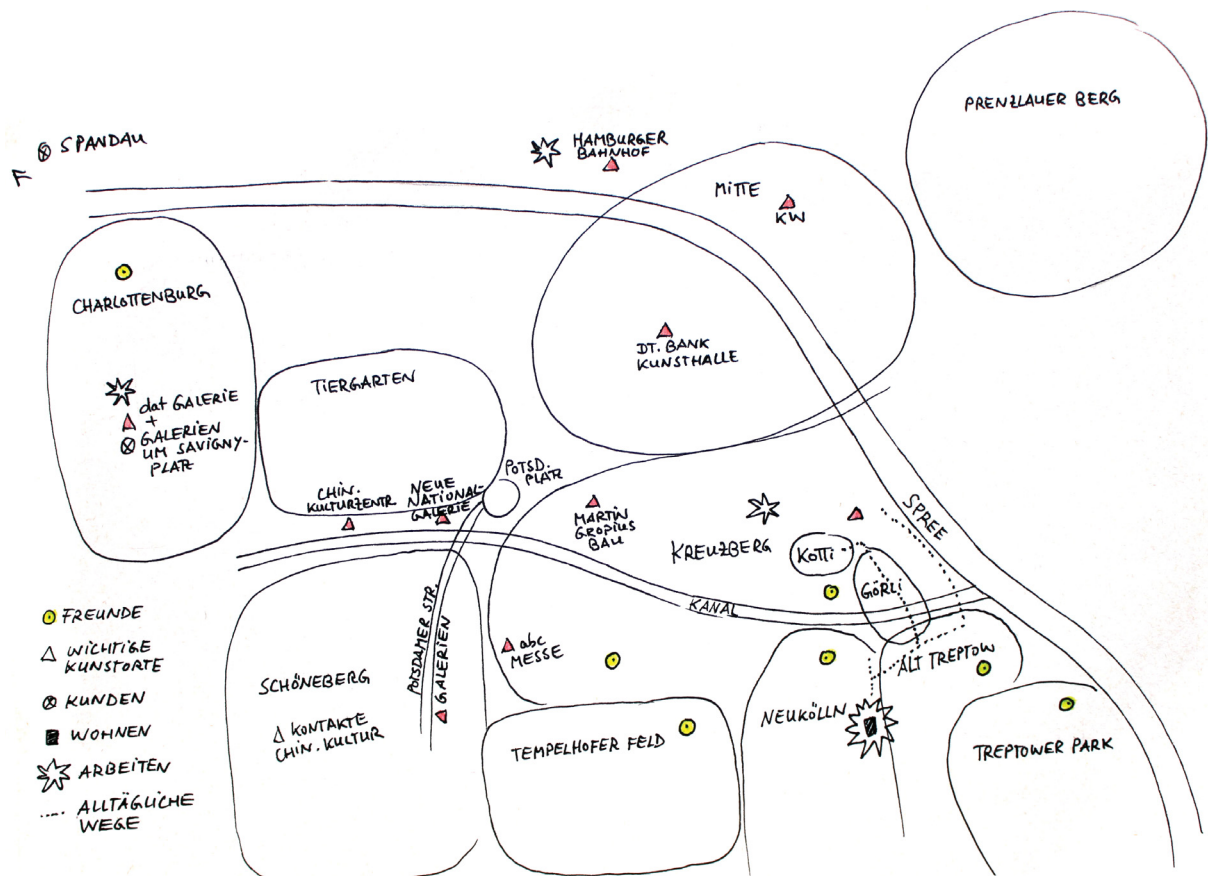 PRENZLAUER BERG
SPANDAU
HAMBURGER
BAHNHOF
MITTE
KW
CHARLOTTENBURG
DT. BANK
KUNSTHALLE
TIERGARTEN
dat GALERIE
+
GALERIEN
UM SAVIGNY-
PLATZ
POTSD.
PLATZ
CHIN.
KULTURZENTR.
NEUE
NATIONAL-
GALERIE
MARTIN
GROPIUS
BAU
KREUZBERG
KOTTI
GÖRLI
SPREE
KANAL
POTSDAMER STR.
GALERIEN
abc
MESSE
ALT TREPTOW
SCHÖNEBERG
KONTAKTE
CHIN. KULTUR
TEMPELHOFER FELD
NEUKÖLLN
TREPTOWER PARK
FREUNDE
WICHTIGE
KUNSTORTE
KUNDEN
WOHNEN
ARBEITEN
ALLTÄGLICHE
WEGE